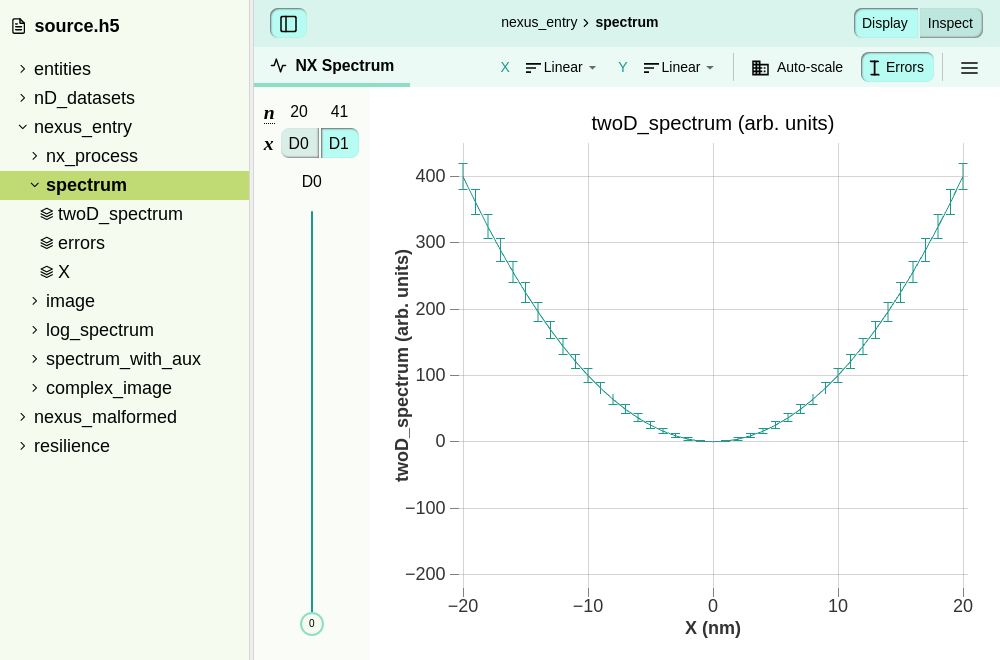 source.h5
entities
nD_datasets
nexus_entry
nx_process
spectrum
twoD_spectrum
errors
X
image
log_spectrum
spectrum_with_aux
complex_image
nexus_malformed
resilience
nexus_entry › spectrum
Display Inspect
NX Spectrum
X Linear Y Linear Auto-scale Errors
n 20 41
x D0 D1
D0
0
twoD_spectrum (arb. units)
twoD_spectrum (arb. units)
400
300
200
100
0
−100
−200
−20 −10 0 10 20
X (nm)